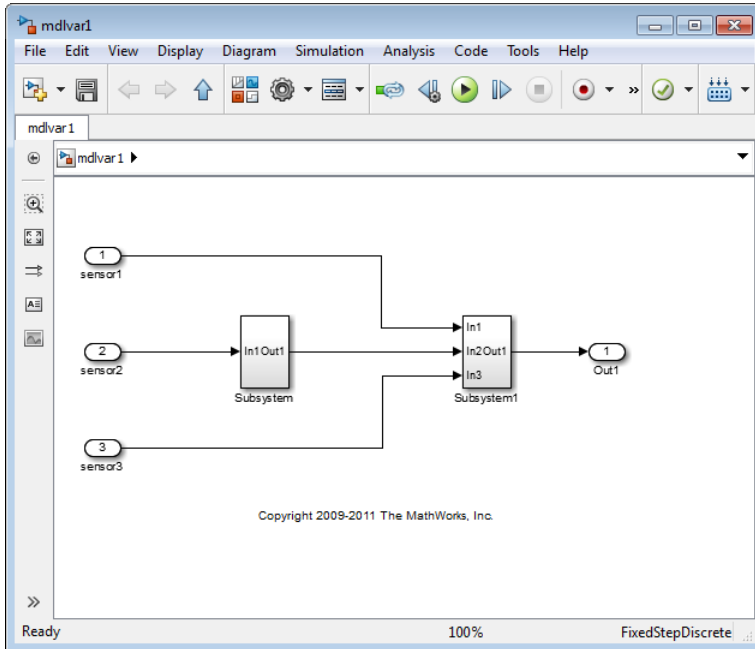 mdlvar1
File Edit View Display Diagram Simulation Analysis Code Tools Help
»
mdlvar1
mdlvar1
1
sensor1
2
sensor2
3
sensor3
In1 Out1
Subsystem
In1
In2 Out1
In3
Subsystem1
1
Out1
Copyright 2009-2011 The MathWorks, Inc.
»
Ready 100% FixedStepDiscrete